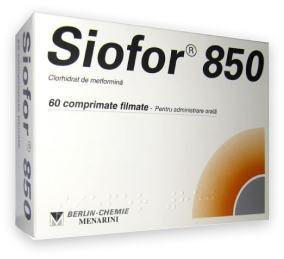 Siofor® 850
Clorhidrat de metformină
60 comprimate filmate - Pentru administrare orală
BERLIN-CHEMIE
MENARINI
Siofor® 850